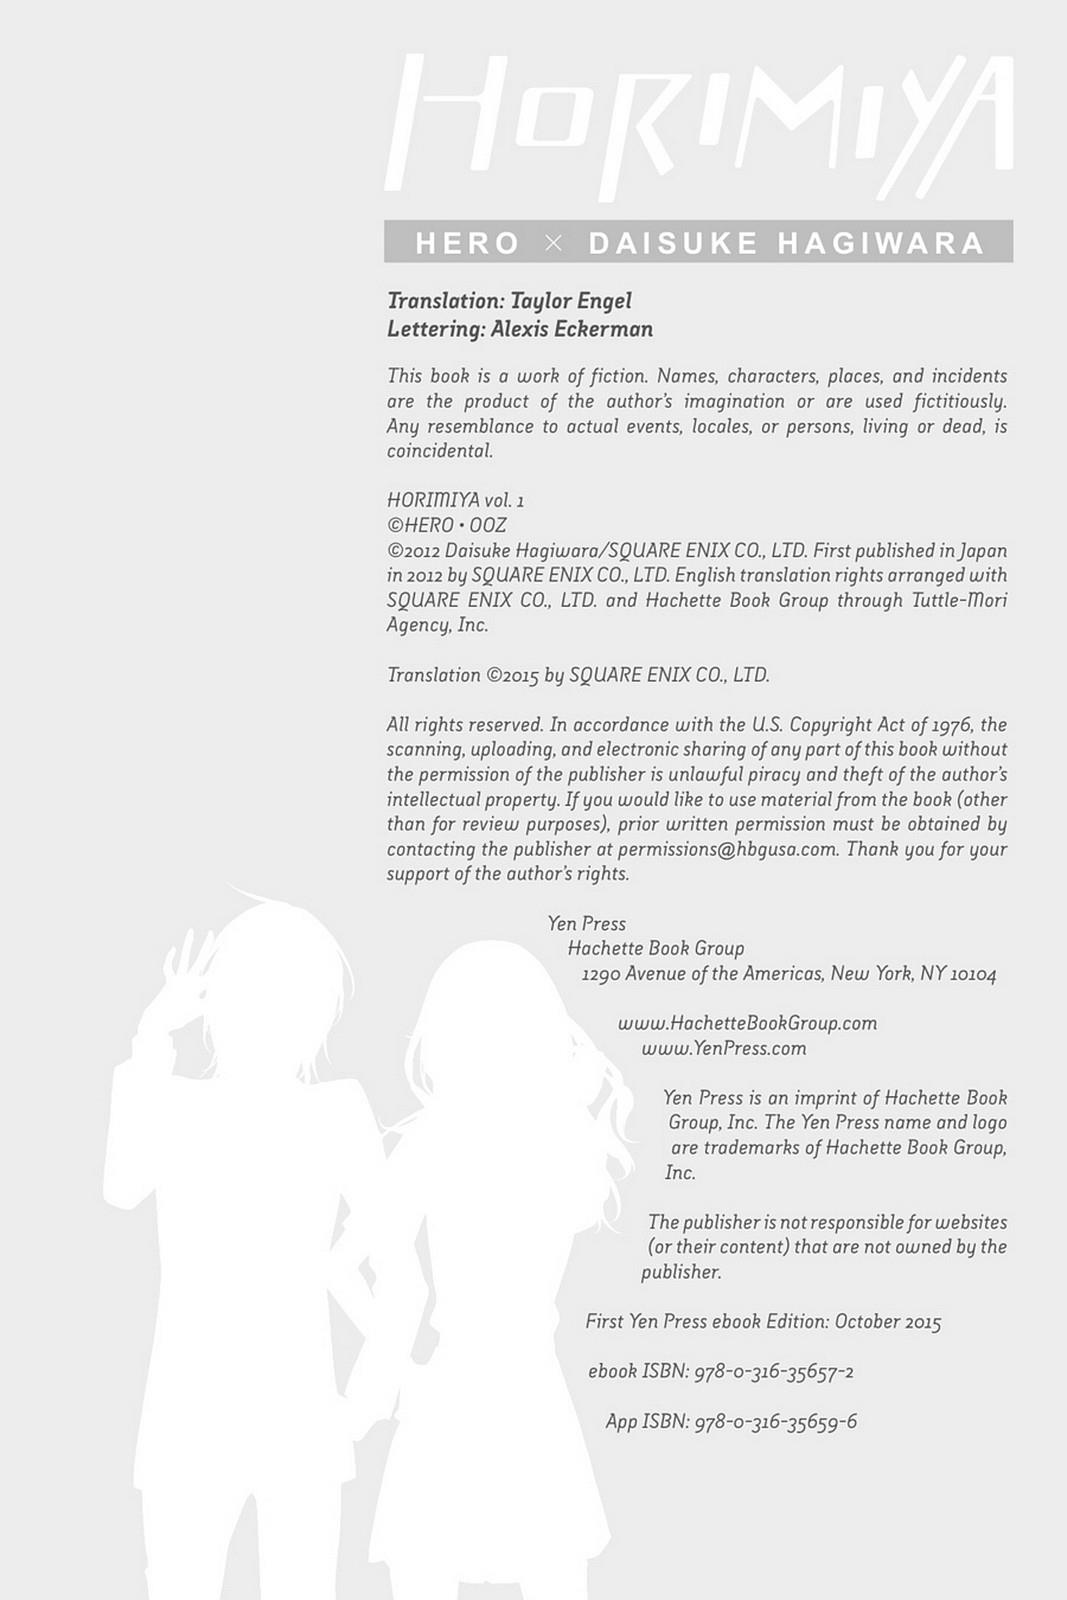 HORIMIYA
HERO × DAISUKE HAGIWARA
Translation: Taylor Engel
Lettering: Alexis Eckerman
This book is a work of fiction. Names, characters, places, and incidents
are the product of the author's imagination or are used fictitiously.
Any resemblance to actual events, locales, or persons, living or dead, is
coincidental.
HORIMIYA vol. 1
©HERO • OOZ
©2012 Daisuke Hagiwara/SQUARE ENIX CO., LTD. First published in Japan
in 2012 by SQUARE ENIX CO., LTD. English translation rights arranged with
SQUARE ENIX CO., LTD. and Hachette Book Group through Tuttle-Mori
Agency, Inc.
Translation ©2015 by SQUARE ENIX CO., LTD.
All rights reserved. In accordance with the U.S. Copyright Act of 1976, the
scanning, uploading, and electronic sharing of any part of this book without
the permission of the publisher is unlawful piracy and theft of the author's
intellectual property. If you would like to use material from the book (other
than for review purposes), prior written permission must be obtained by
contacting the publisher at permissions@hbgusa.com. Thank you for your
support of the author's rights.
Yen Press
Hachette Book Group
1290 Avenue of the Americas, New York, NY 10104
www.HachetteBookGroup.com
www.YenPress.com
Yen Press is an imprint of Hachette Book
Group, Inc. The Yen Press name and logo
are trademarks of Hachette Book Group,
Inc.
The publisher is not responsible for websites
(or their content) that are not owned by the
publisher.
First Yen Press ebook Edition: October 2015
ebook ISBN: 978-0-316-35657-2
App ISBN: 978-0-316-35659-6